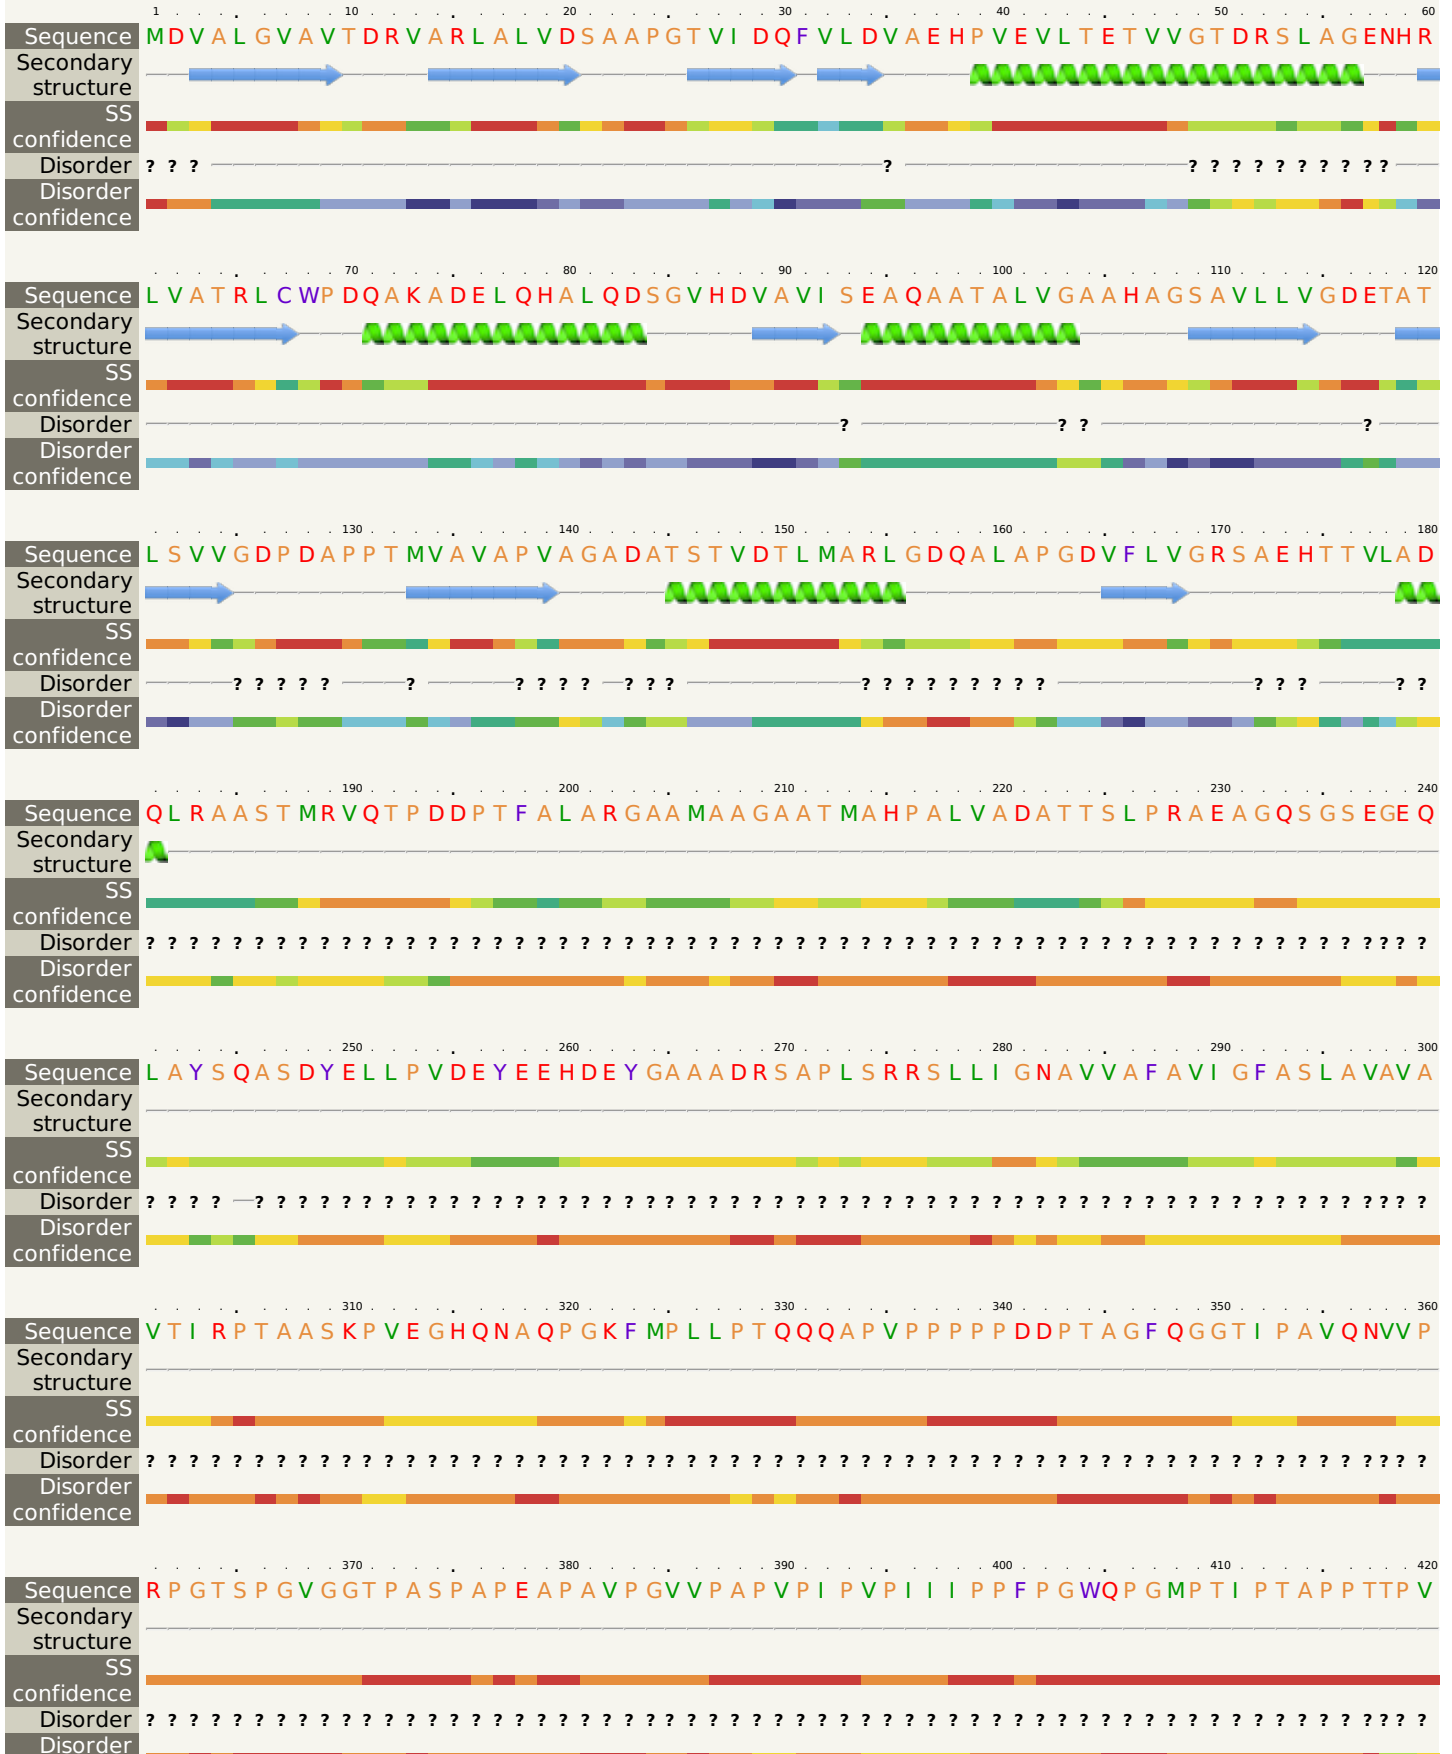 1 10 20 30 40 50 60
Sequence MDVALGVAVTDRVARLALVDSAAPGTVIDQFVLDVAEHPVEVLTETVVGTDRSLAGENHR
Secondary
structure
SS
confidence
Disorder ??? ? ??????????
Disorder
confidence
70 80 90 100 110 120
Sequence LVATRLCWPDQAKADELQHALQDSGVHDVAVISEAQAATALVGAAHAGSAVLLVGDETAT
Secondary
structure
SS
confidence
Disorder ? ?? ?
Disorder
confidence
130 140 150 160 170 180
Sequence LSVVGDPDAPPTMVAVAPVAGADATSTVDTLMARLGDQALAPGDVFLVGRSAEHTTVLAD
Secondary
structure
SS
confidence
Disorder ????? ? ???? ??? ????????? ??? ??
Disorder
confidence
190 200 210 220 230 240
Sequence QLRAASTMRVQTPDDPTFALARGAAMAAGAATMAHPALVADATTSLPRAEAGQSGSEGEQ
Secondary
structure
SS
confidence
Disorder ????????????????????????????????????????????????????????????
Disorder
confidence
250 260 270 280 290 300
Sequence LAYSQASDYELLPVDEYEEHDEYGAAADRSAPLSRRSLLIGNAVVAFAVIGFASLAVAVA
Secondary
structure
SS
confidence
Disorder ???? ???????????????????????????????????????????????????????
Disorder
confidence
310 320 330 340 350 360
Sequence VTIRPTAASKPVEGHQNAQPGKFMPLLPTQQQAPVPPPPPDDPTAGFQGGTIPAVQNVVP
Secondary
structure
SS
confidence
Disorder ????????????????????????????????????????????????????????????
Disorder
confidence
370 380 390 400 410 420
Sequence RPGTSPGVGGTPASPAPEAPAVPGVVPAPVPIPVPIIIPPFPGWQPGMPTIPTAPPTTPV
Secondary
structure
SS
confidence
Disorder ????????????????????????????????????????????????????????????
Disorder